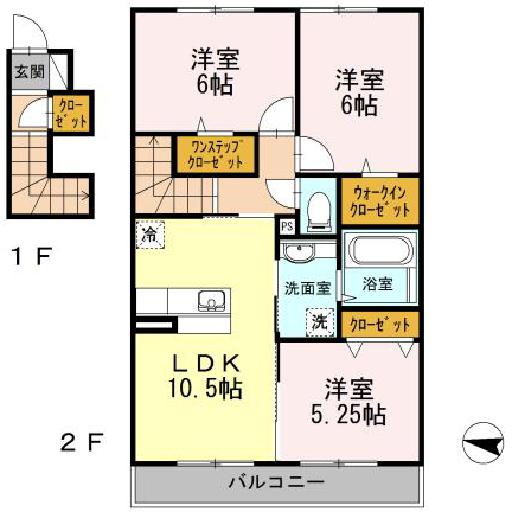 玄関
クロー
ゼット
1F
洋室
6帖
洋室
6帖
ワンステップ
クローゼット
ウォークイン
クローゼット
PS
冷
洗面室
浴室
洗
クローゼット
LDK
10.5帖
洋室
5.25帖
2F
バルコニー